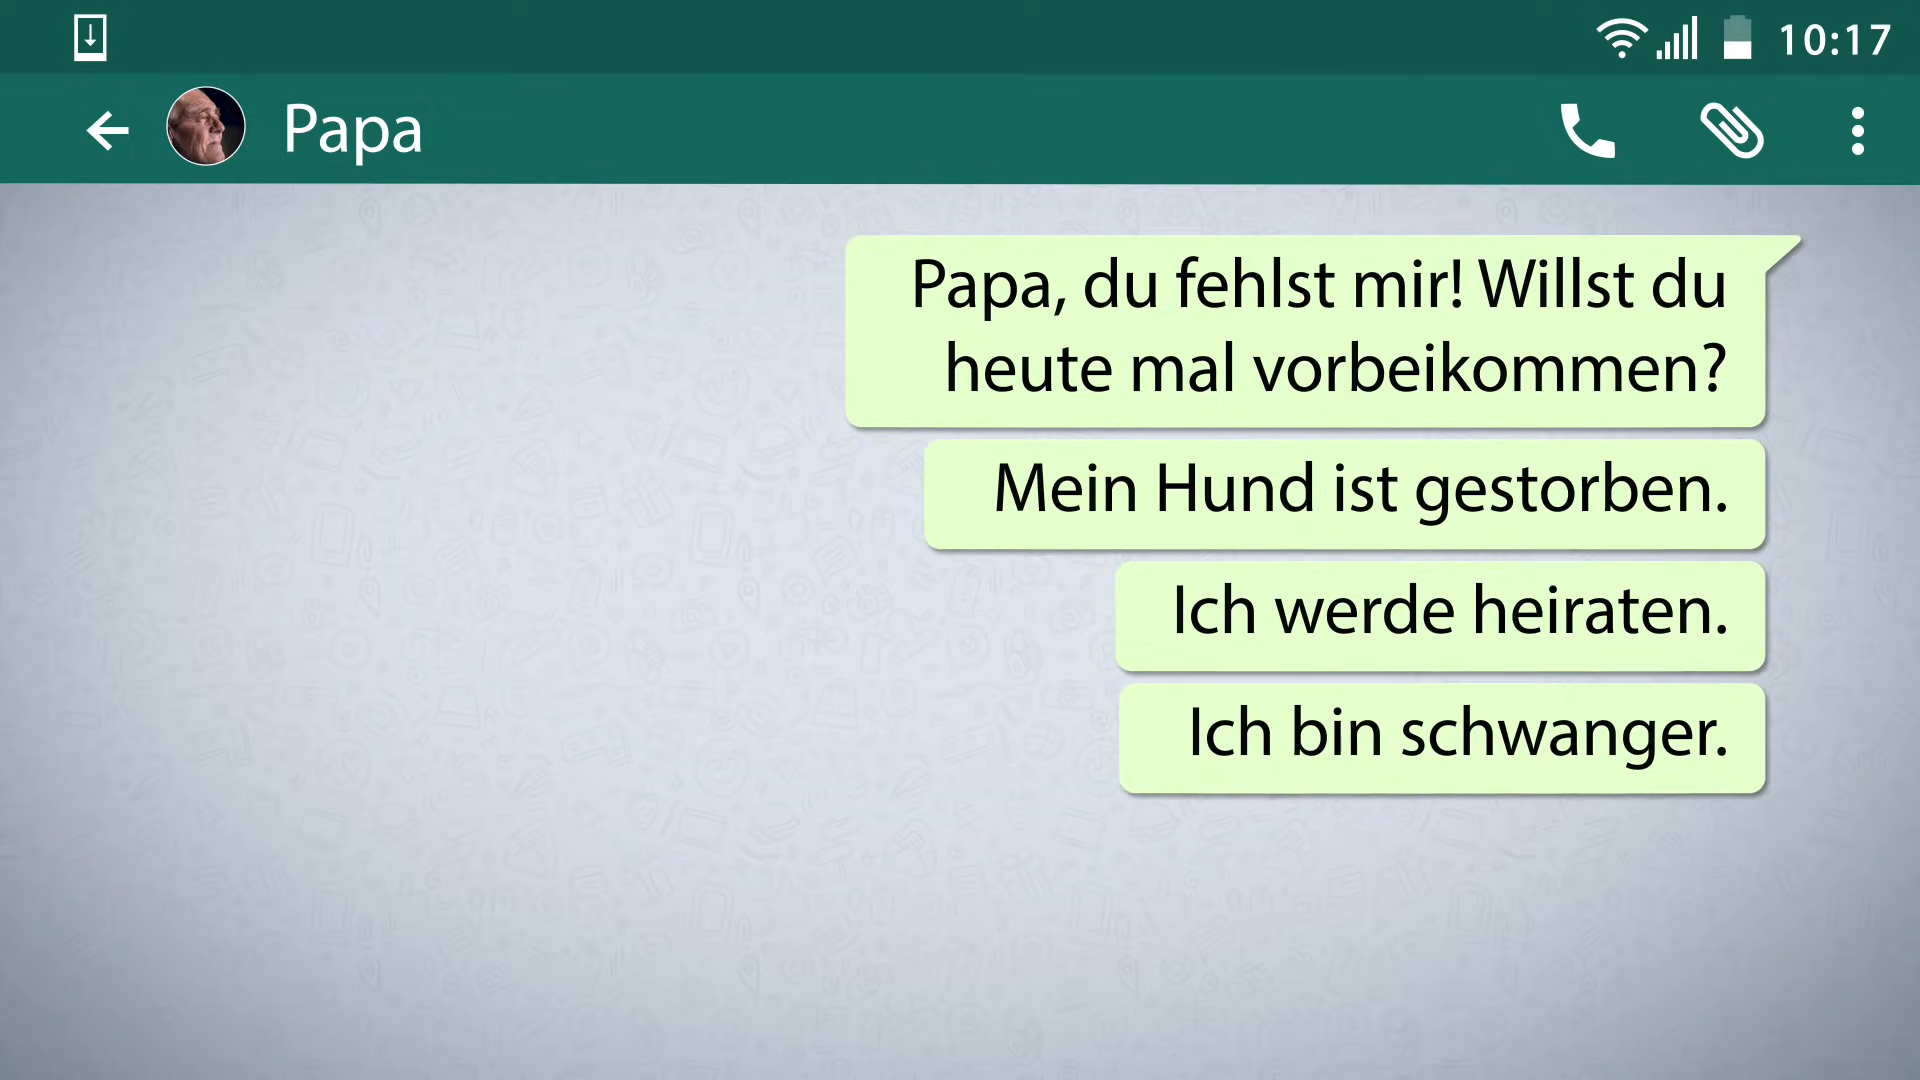 10:17
Papa
Papa, du fehlst mir! Willst du
heute mal vorbeikommen?
Mein Hund ist gestorben.
Ich werde heiraten.
Ich bin schwanger.